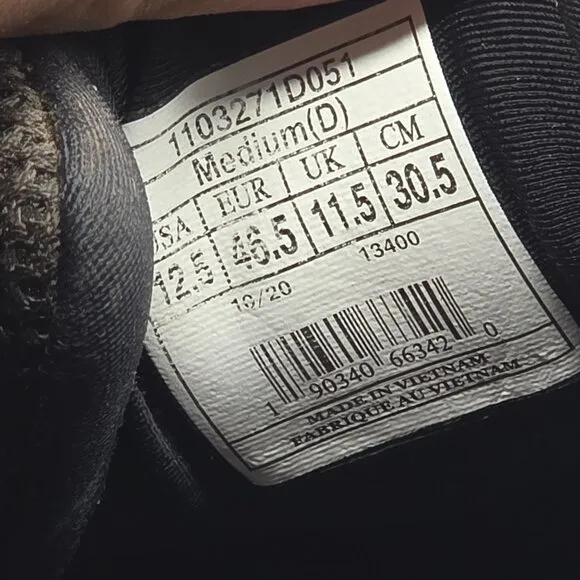 1103271D051
Medium(D)
USA EUR UK CM
12.5 46.5 11.5 30.5
10/20 13400
1 90340 66342 0
MADE IN VIETNAM
FABRIQUE AU VIETNAM